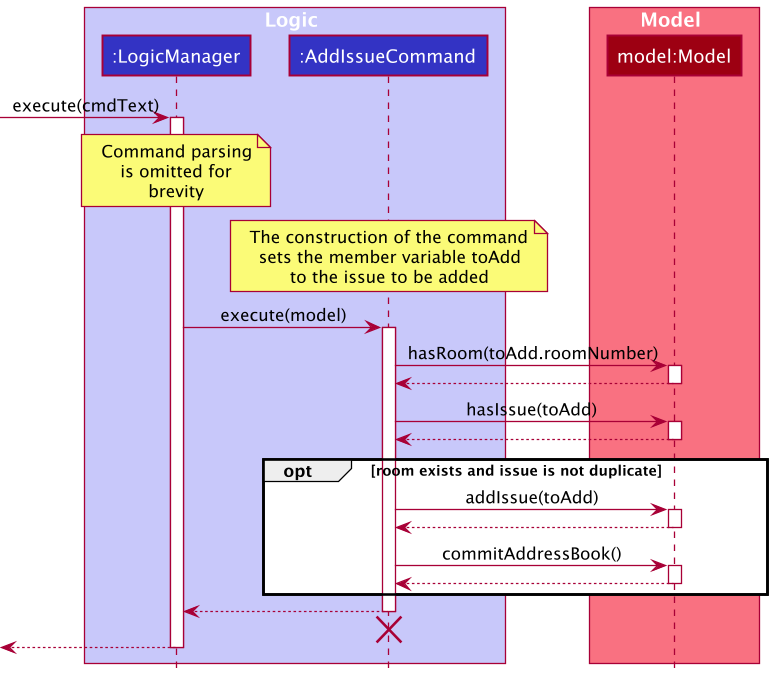 Logic
Model
:LogicManager
:AddIssueCommand
model:Model
execute(cmdText)
Command parsing
is omitted for
brevity
The construction of the command
sets the member variable toAdd
to the issue to be added
execute(model)
hasRoom(toAdd.roomNumber)
hasIssue(toAdd)
opt
[room exists and issue is not duplicate]
addIssue(toAdd)
commitAddressBook()